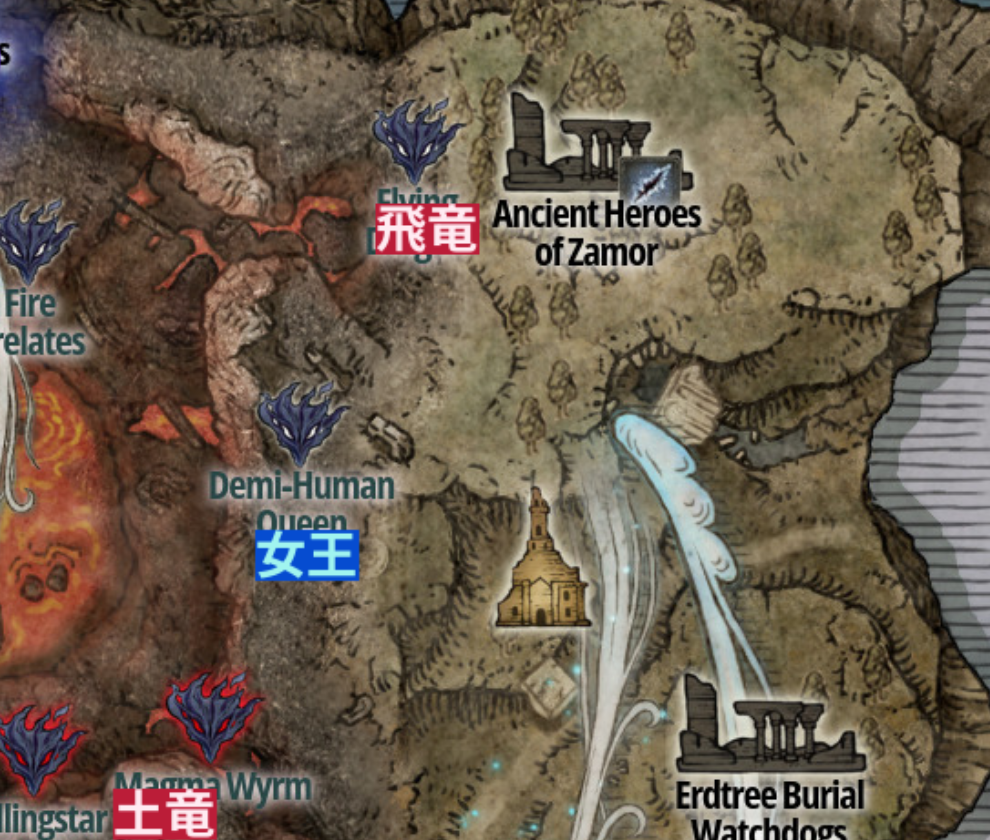 s
Flying
飛竜
Ancient Heroes
of Zamor
Fire
relates
Demi-Human
Queen
女王
Magma Wyrm
土竜
llingstar
Erdtree Burial
Watchdogs